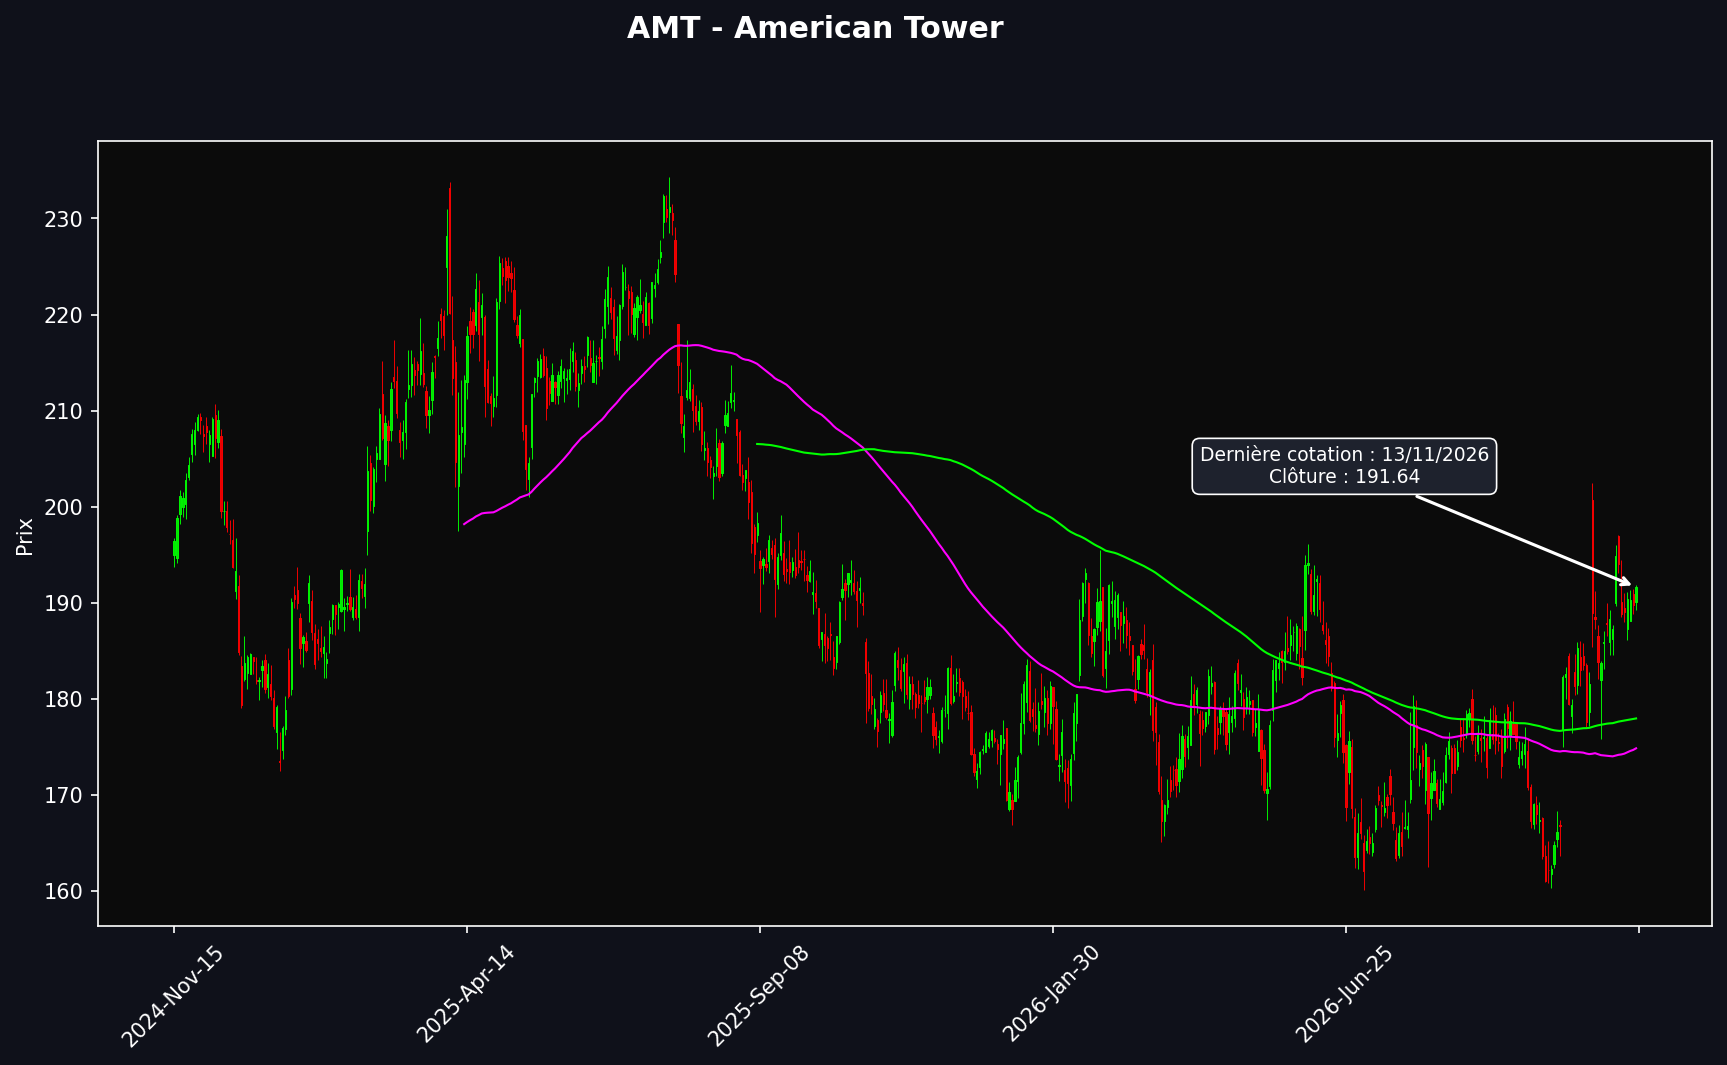 AMT - American Tower
Prix
230
220
210
200
190
180
170
160
Dernière cotation : 13/11/2026
Clôture : 191.64
2024-Nov-15
2025-Apr-14
2025-Sep-08
2026-Jan-30
2026-Jun-25